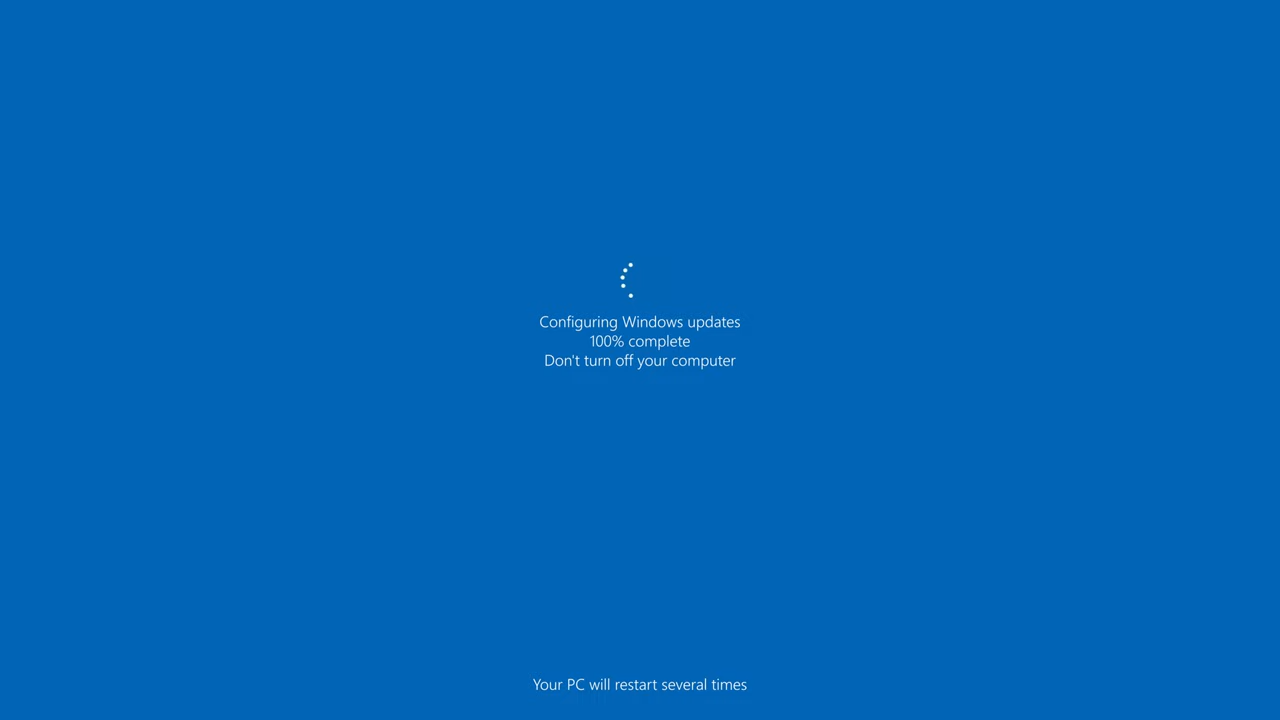 Configuring Windows updates
100% complete
Don't turn off your computer
Your PC will restart several times